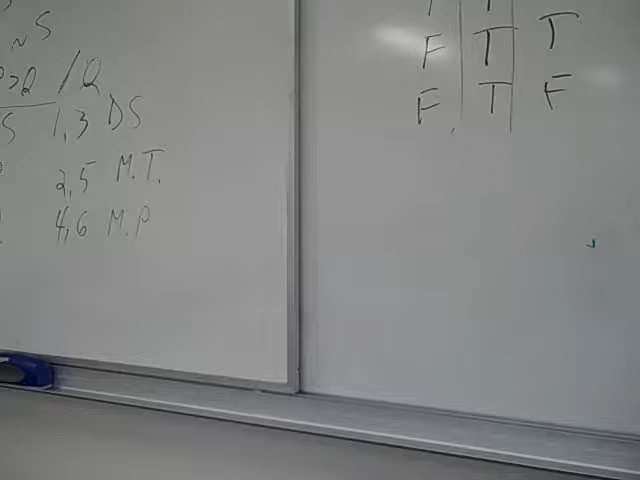 ~S
P⊃Q /Q
S 1,3 DS
2,5 M.T.
4,6 M.P
T
F T T
F T F